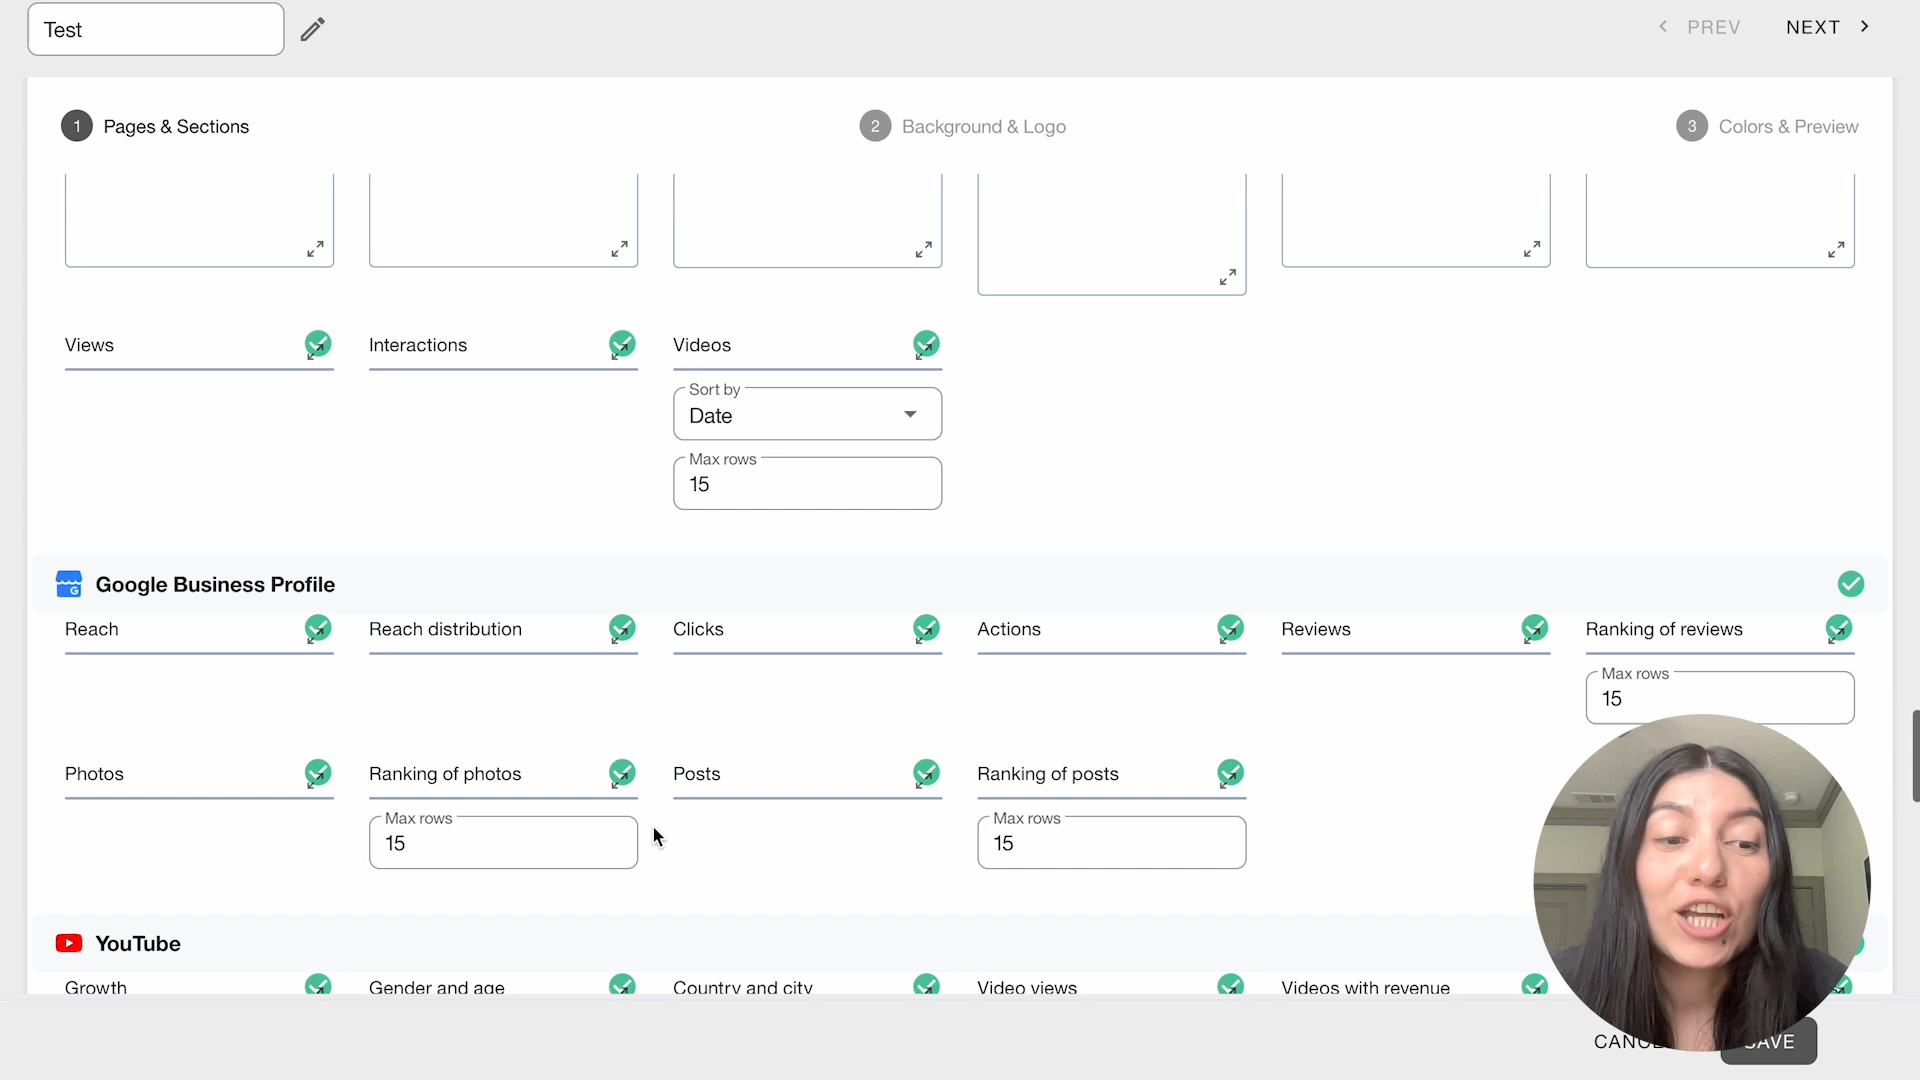 Test
PREV NEXT
1 Pages & Sections 2 Background & Logo 3 Colors & Preview
Views Interactions Videos
Sort by
Date
Max rows
15
Google Business Profile
Reach Reach distribution Clicks Actions Reviews Ranking of reviews
Max rows
15
Photos Ranking of photos Posts Ranking of posts
Max rows Max rows
15 15
YouTube
Growth Gender and age Country and city Video views Videos with revenue
CANCE SAVE